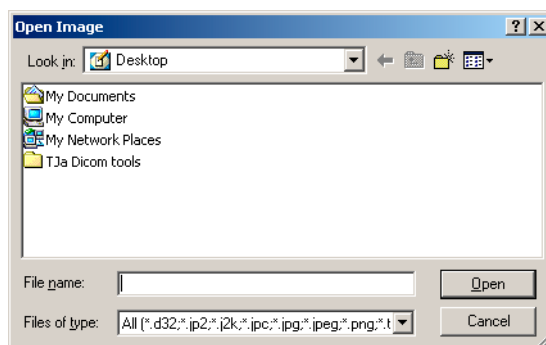 Open Image
Look in: Desktop
My Documents
My Computer
My Network Places
TJa Dicom tools
File name: Open
Files of type: All (*.d32;*.jp2;*.j2k;*.jpc;*.jpg;*.jpeg;*.png;*.t Cancel